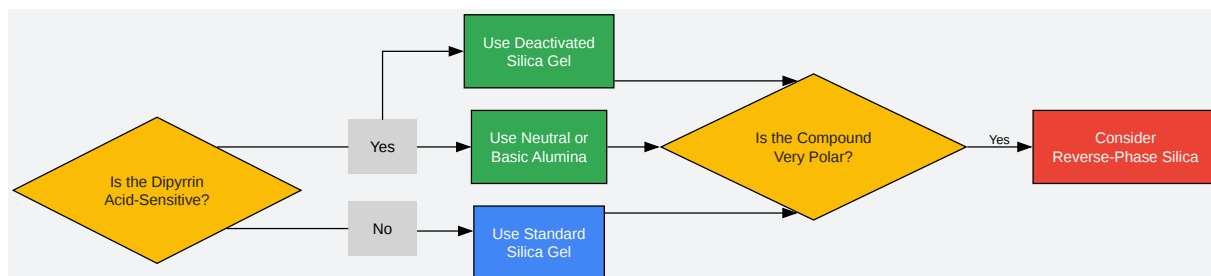 Is the Dipyrrin
Acid-Sensitive?
Yes
No
Use Deactivated
Silica Gel
Use Neutral or
Basic Alumina
Use Standard
Silica Gel
Is the Compound
Very Polar?
Yes
Consider
Reverse-Phase Silica